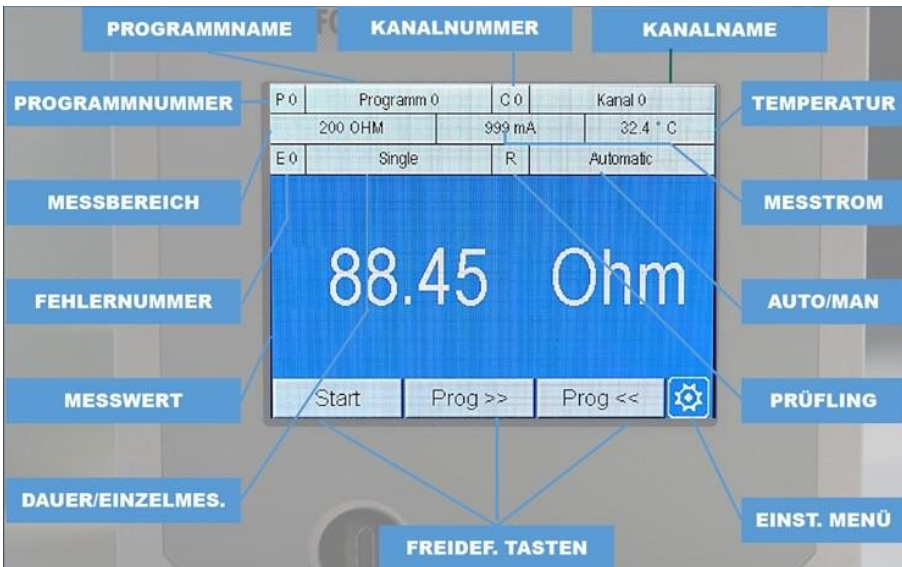 PROGRAMMNAME
KANALNUMMER
KANALNAME
PROGRAMMNUMMER
P 0
Programm 0
C 0
Kanal 0
TEMPERATUR
200 OHM
999 mA
32.4 ° C
E 0
Single
R
Automatic
MESSBEREICH
MESSTROM
88.45 Ohm
FEHLERNUMMER
AUTO/MAN
MESSWERT
Start
Prog >>
Prog <<
PRÜFLING
DAUER/EINZELMES.
EINST. MENÜ
FREIDEF. TASTEN